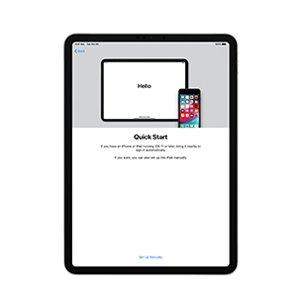 Back
Hello
Quick Start
If you have an iPhone or iPad running iOS 11 or later, bring it nearby to
sign in automatically.
If you want, you can also set up this iPad manually.
Set Up Manually